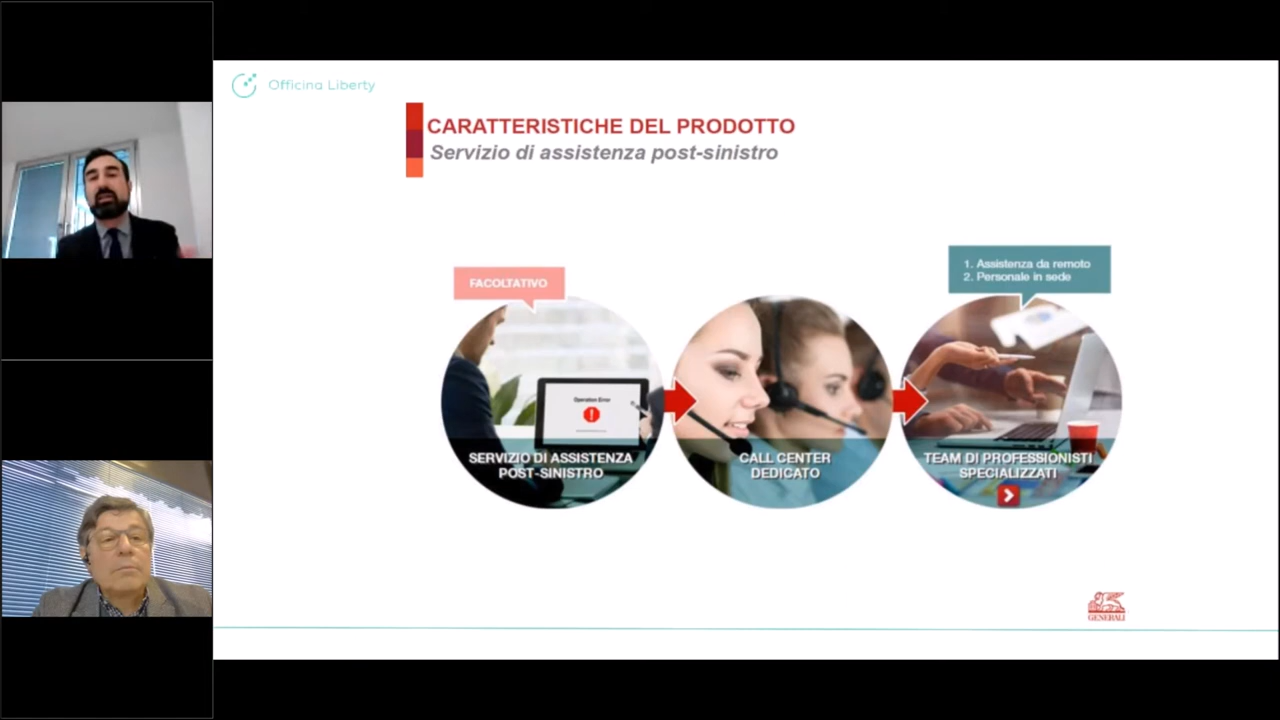 Officina Liberty
CARATTERISTICHE DEL PRODOTTO
Servizio di assistenza post-sinistro
FACOLTATIVO
1. Assistenza da remoto
2. Personale in sede
Operation Error
SERVIZIO DI ASSISTENZA
POST-SINISTRO
CALL CENTER
DEDICATO
TEAM DI PROFESSIONISTI
SPECIALIZZATI
GENERALI